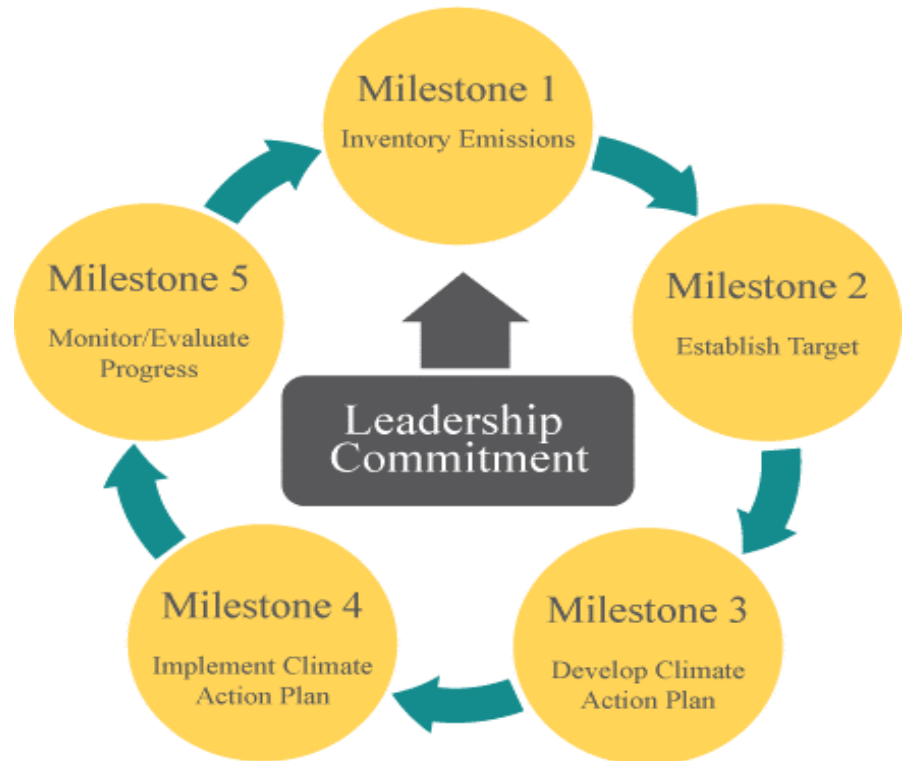 Milestone 1
Inventory Emissions
Milestone 2
Establish Target
Milestone 3
Develop Climate
Action Plan
Milestone 4
Implement Climate
Action Plan
Milestone 5
Monitor/Evaluate
Progress
Leadership
Commitment